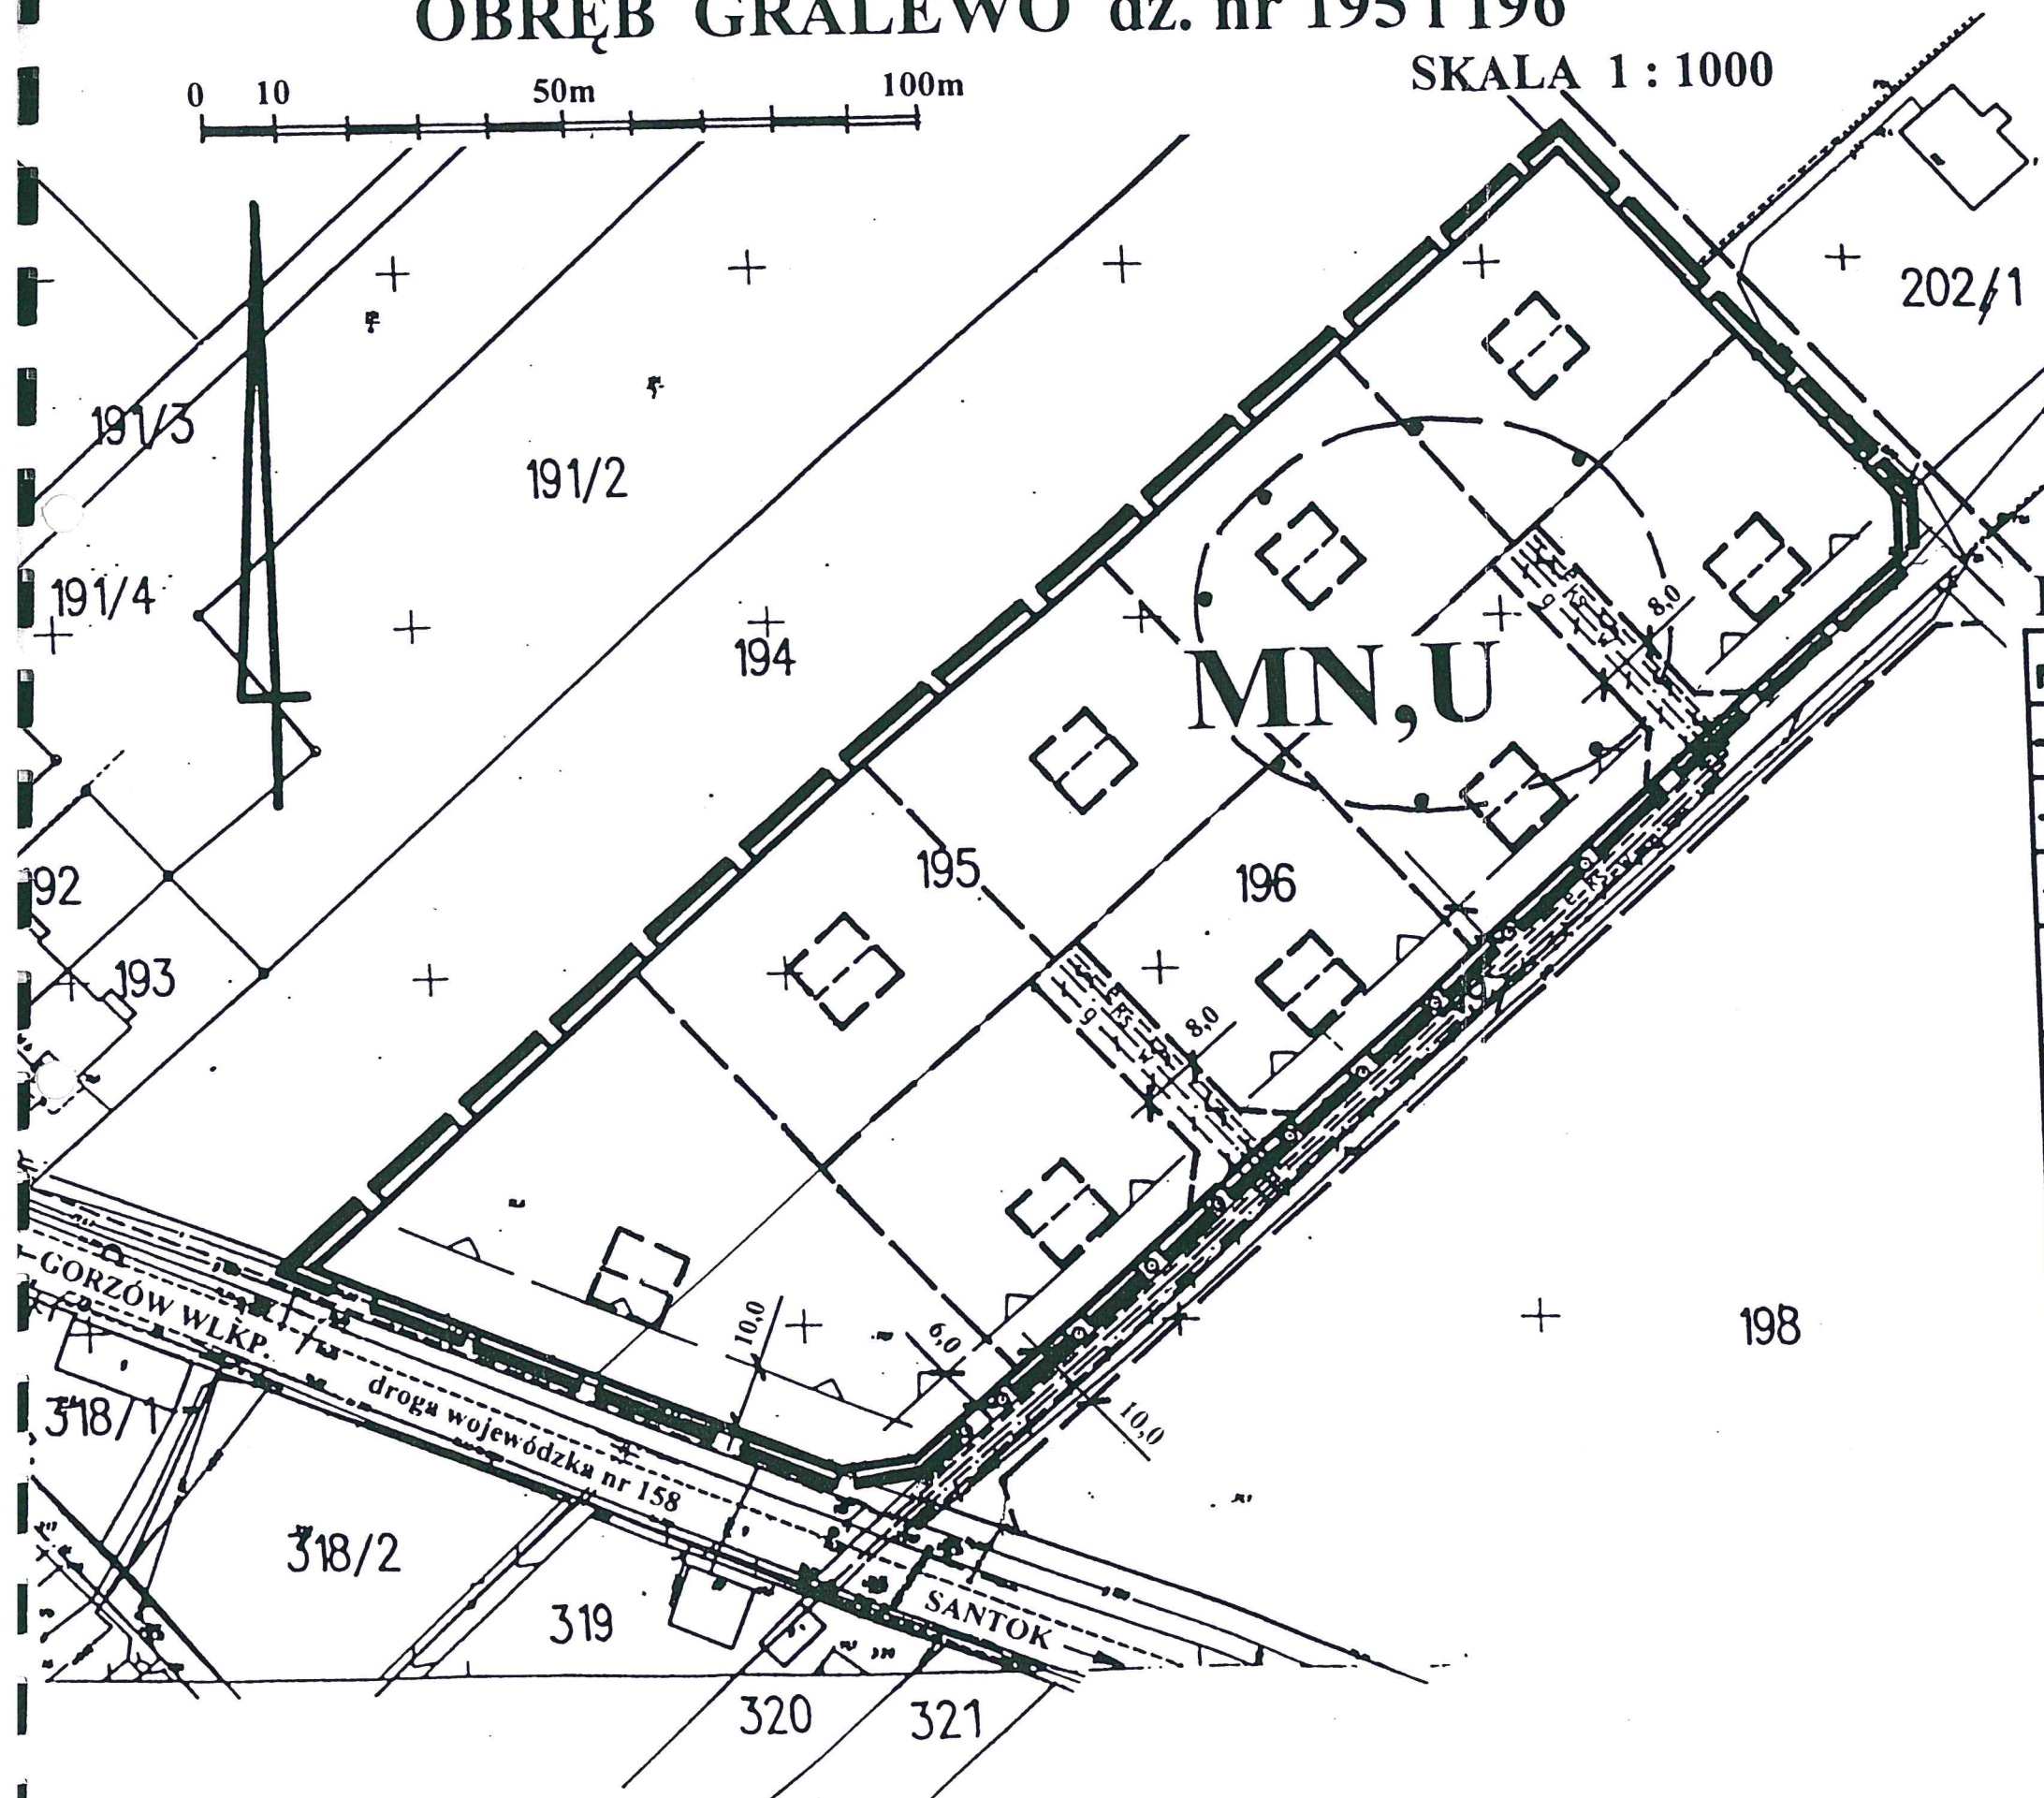 OBRĘB GRALEWO dz. nr 195 i 196
SKALA 1 : 1000
0 10 50m 100m
202/1
191/3
191/2
191/4
194
8,0
MN,U
195
196
192
193
8,0
198
10,0
6,0
10,0
GORZÓW WLKP.
droga wojewódzka nr 158
318/1
318/2
319
SANTOK
320
321